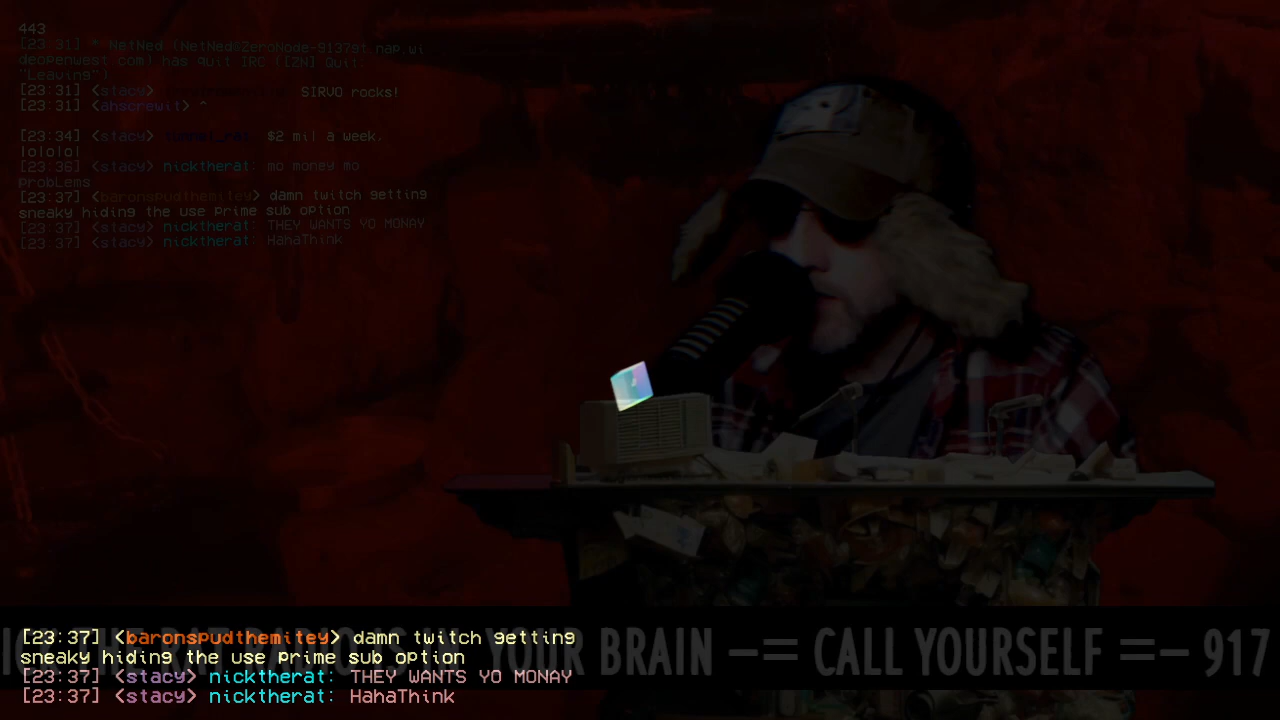 443
[23:31] * NetNed (NetNed@ZeroNode-91379t.nap.wi
deopenwest.com) has quit IRC ([ZN] Quit:
"Leaving")
[23:31] <stacy> SIRVO rocks!
[23:31] <ahscrewit> ^
[23:34] <stacy> $2 mil a week.
lololol
[23:36] <stacy> nicktherat: mo money mo
problems
[23:37] <baronspudthemitey> damn twitch getting
sneaky hiding the use prime sub option
[23:37] <stacy> nicktherat: THEY WANTS YO MONAY
[23:37] <stacy> nicktherat: HahaThink
YOUR BRAIN -= CALL YOURSELF =- 917
[23:37] <baronspudthemitey> damn twitch getting
sneaky hiding the use prime sub option
[23:37] <stacy> nicktherat: THEY WANTS YO MONAY
[23:37] <stacy> nicktherat: HahaThink